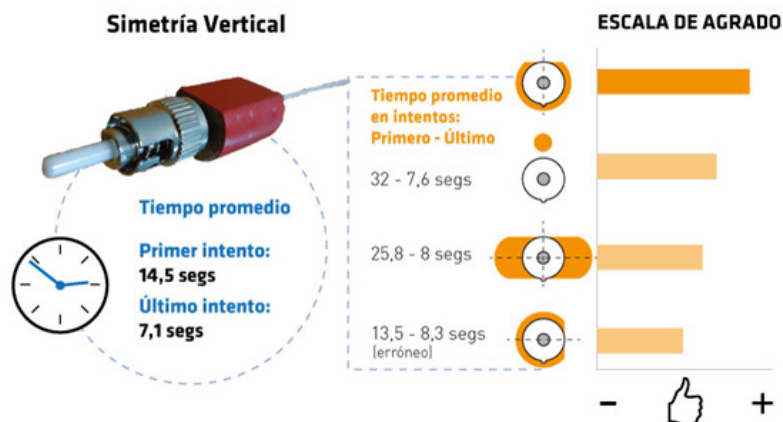 Simetría Vertical
ESCALA DE AGRADO
Tiempo promedio
en intentos:
Primero - Último
32 - 7,6 segs
25,8 - 8 segs
13,5 - 8,3 segs
(erróneo)
Tiempo promedio
Primer intento:
14,5 segs
Último intento:
7,1 segs
- +